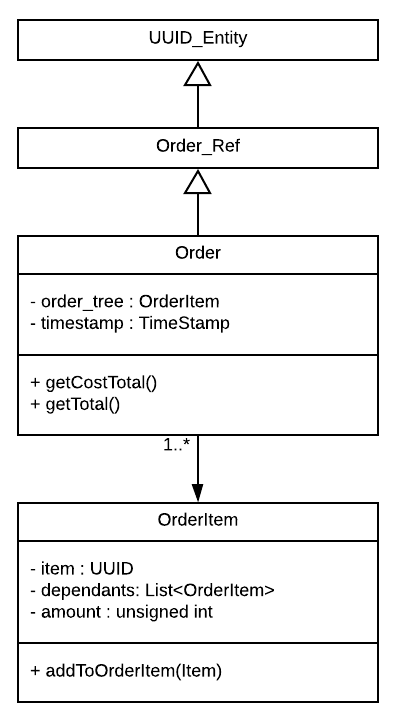 UUID_Entity
Order_Ref
Order
- order_tree : OrderItem
- timestamp : TimeStamp
+ getCostTotal()
+ getTotal()
1..*
OrderItem
- item : UUID
- dependants: List<OrderItem>
- amount : unsigned int
+ addToOrderItem(Item)